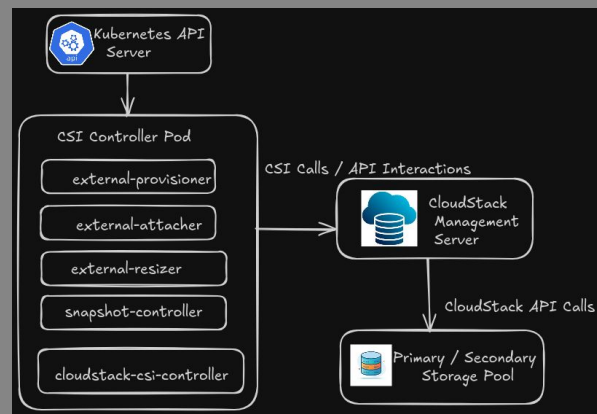 Kubernetes API
Server
api
CSI Controller Pod
external-provisioner
external-attacher
external-resizer
snapshot-controller
cloudstack-csi-controller
CSI Calls / API Interactions
CloudStack
Management
Server
CloudStack API Calls
Primary / Secondary
Storage Pool